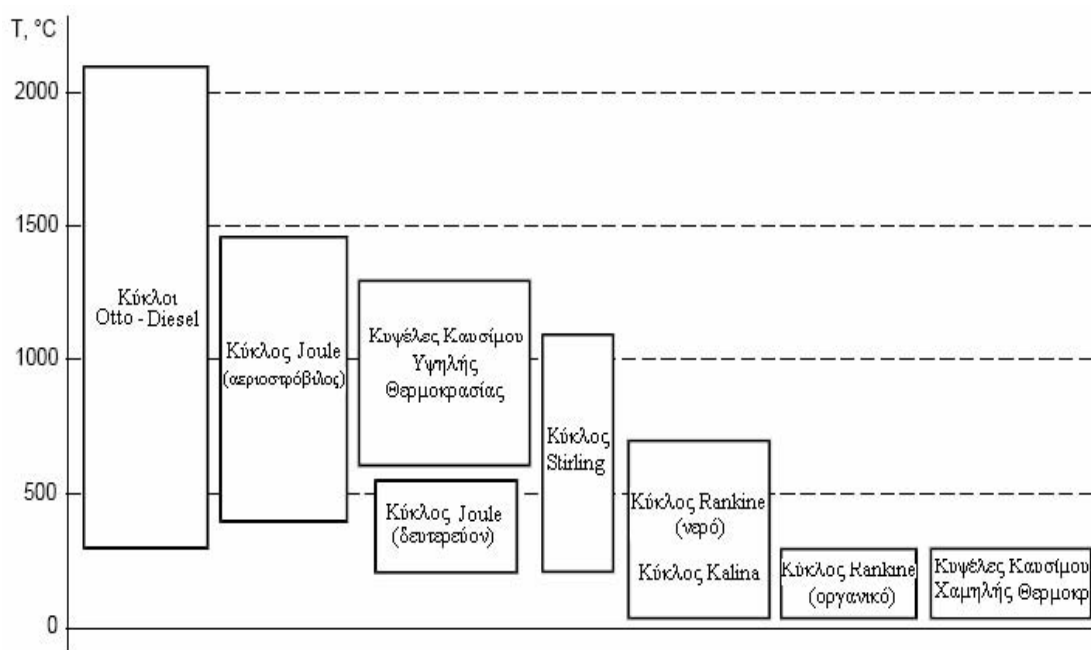 T, °C
2000
1500
1000
500
0
Κύκλοι
Otto - Diesel
Κύκλος Joule
(αεριοστρόβιλος)
Κυψέλες Καυσίμου
Υψηλής
Θερμοκρασίας
Κύκλος Joule
(δευτερεύον)
Κύκλος
Stirling
Κύκλος Rankine
(νερό)
Κύκλος Kalina
Κύκλος Rankine
(οργανικό)
Κυψέλες Καυσίμου
Χαμηλής Θερμοκρ